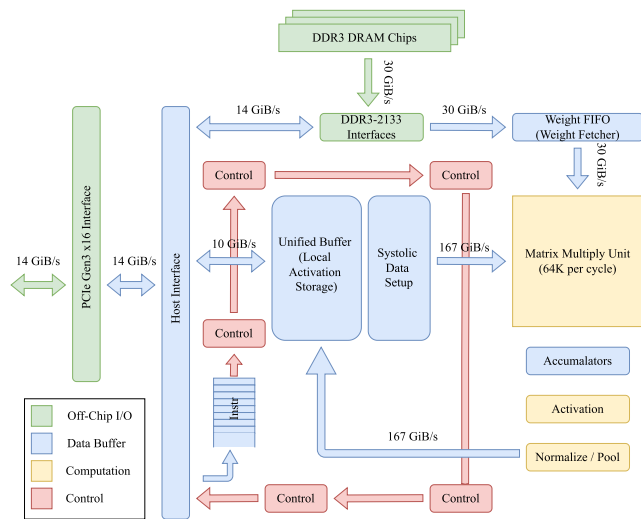 DDR3 DRAM Chips
30 GiB/s
14 GiB/s
DDR3-2133
Interfaces
30 GiB/s
Weight FIFO
(Weight Fetcher)
30 GiB/s
Control
Control
14 GiB/s
PCIe Gen3 x16 Interface
14 GiB/s
Host Interface
10 GiB/s
Unified Buffer
(Local
Activation
Storage)
Systolic
Data
Setup
167 GiB/s
Matrix Multiply Unit
(64K per cycle)
Control
Accumalators
Instr
Activation
167 GiB/s
Normalize / Pool
Control
Control
Off-Chip I/O
Data Buffer
Computation
Control